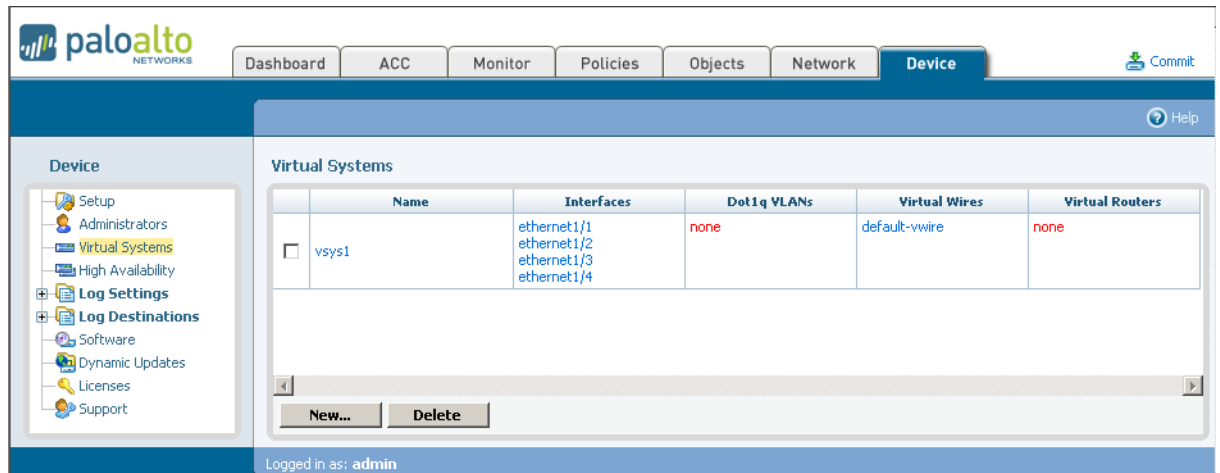 paloalto
NETWORKS
Dashboard ACC Monitor Policies Objects Network Device Commit
Help
Device
Setup
Administrators
Virtual Systems
High Availability
Log Settings
Log Destinations
Software
Dynamic Updates
Licenses
Support
Virtual Systems
Name Interfaces Dot1q VLANs Virtual Wires Virtual Routers
vsys1 ethernet1/1 none default-vwire none
ethernet1/2
ethernet1/3
ethernet1/4
New... Delete
Logged in as: admin